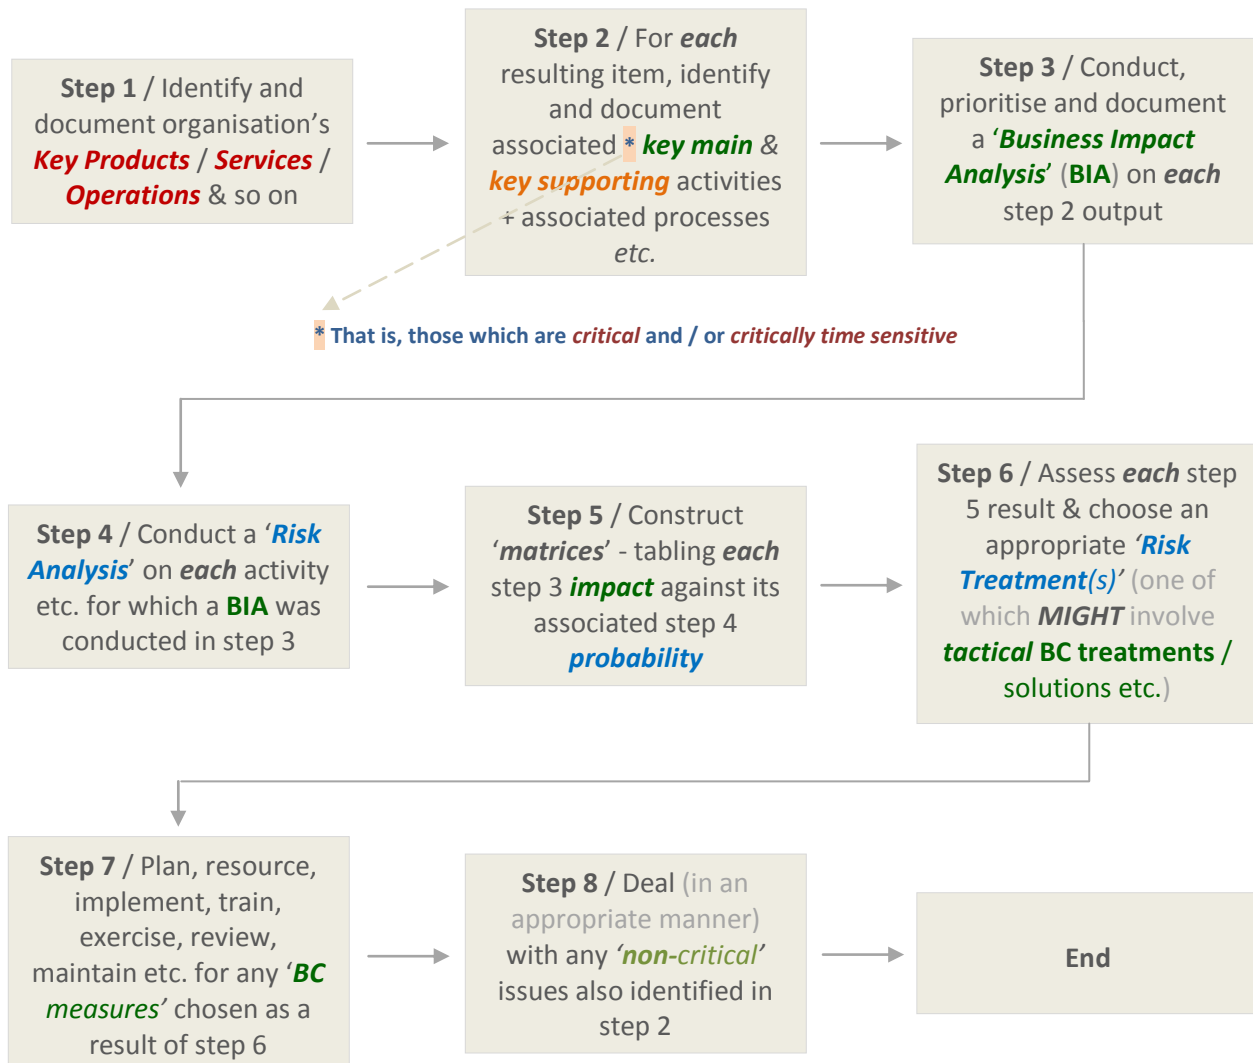 Step 1 / Identify and
document organisation’s
Key Products / Services /
Operations & so on
Step 2 / For each
resulting item, identify
and document
associated * key main &
key supporting activities
+ associated processes
etc.
Step 3 / Conduct,
prioritise and document
a ‘Business Impact
Analysis’ (BIA) on each
step 2 output
* That is, those which are critical and / or critically time sensitive
Step 4 / Conduct a ‘Risk
Analysis’ on each activity
etc. for which a BIA was
conducted in step 3
Step 5 / Construct
‘matrices’ - tabling each
step 3 impact against its
associated step 4
probability
Step 6 / Assess each step
5 result & choose an
appropriate ‘Risk
Treatment(s)’ (one of
which MIGHT involve
tactical BC treatments /
solutions etc.)
Step 7 / Plan, resource,
implement, train,
exercise, review,
maintain etc. for any ‘BC
measures’ chosen as a
result of step 6
Step 8 / Deal (in an
appropriate manner)
with any ‘non-critical’
issues also identified in
step 2
End